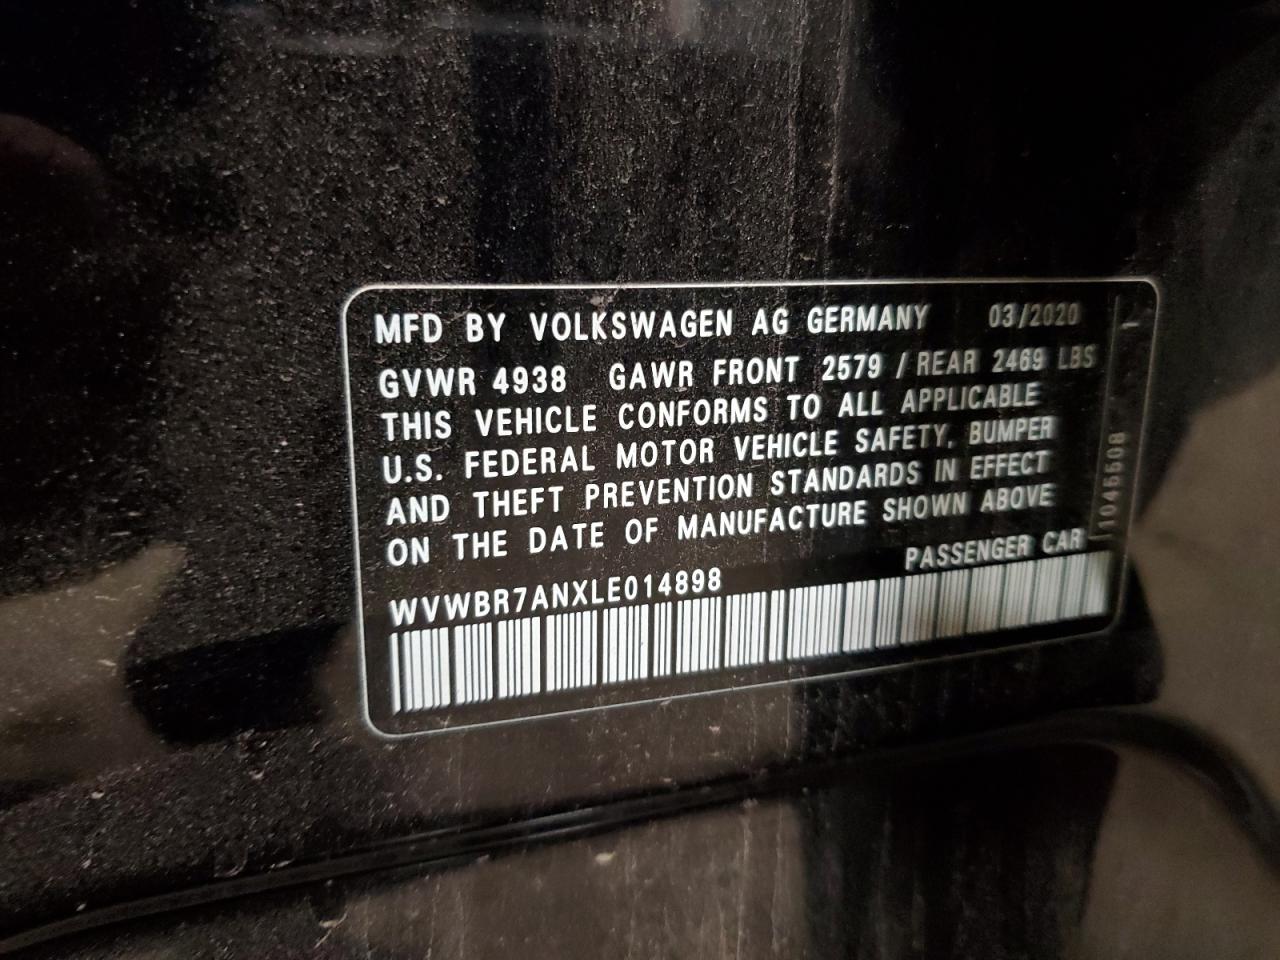 MFD BY VOLKSWAGEN AG GERMANY 03/2020
GVWR 4938 GAWR FRONT 2579 / REAR 2469 LBS
THIS VEHICLE CONFORMS TO ALL APPLICABLE
U.S. FEDERAL MOTOR VEHICLE SAFETY, BUMPER
AND THEFT PREVENTION STANDARDS IN EFFECT
ON THE DATE OF MANUFACTURE SHOWN ABOVE
PASSENGER CAR
WVWBR7ANXLE014898
1